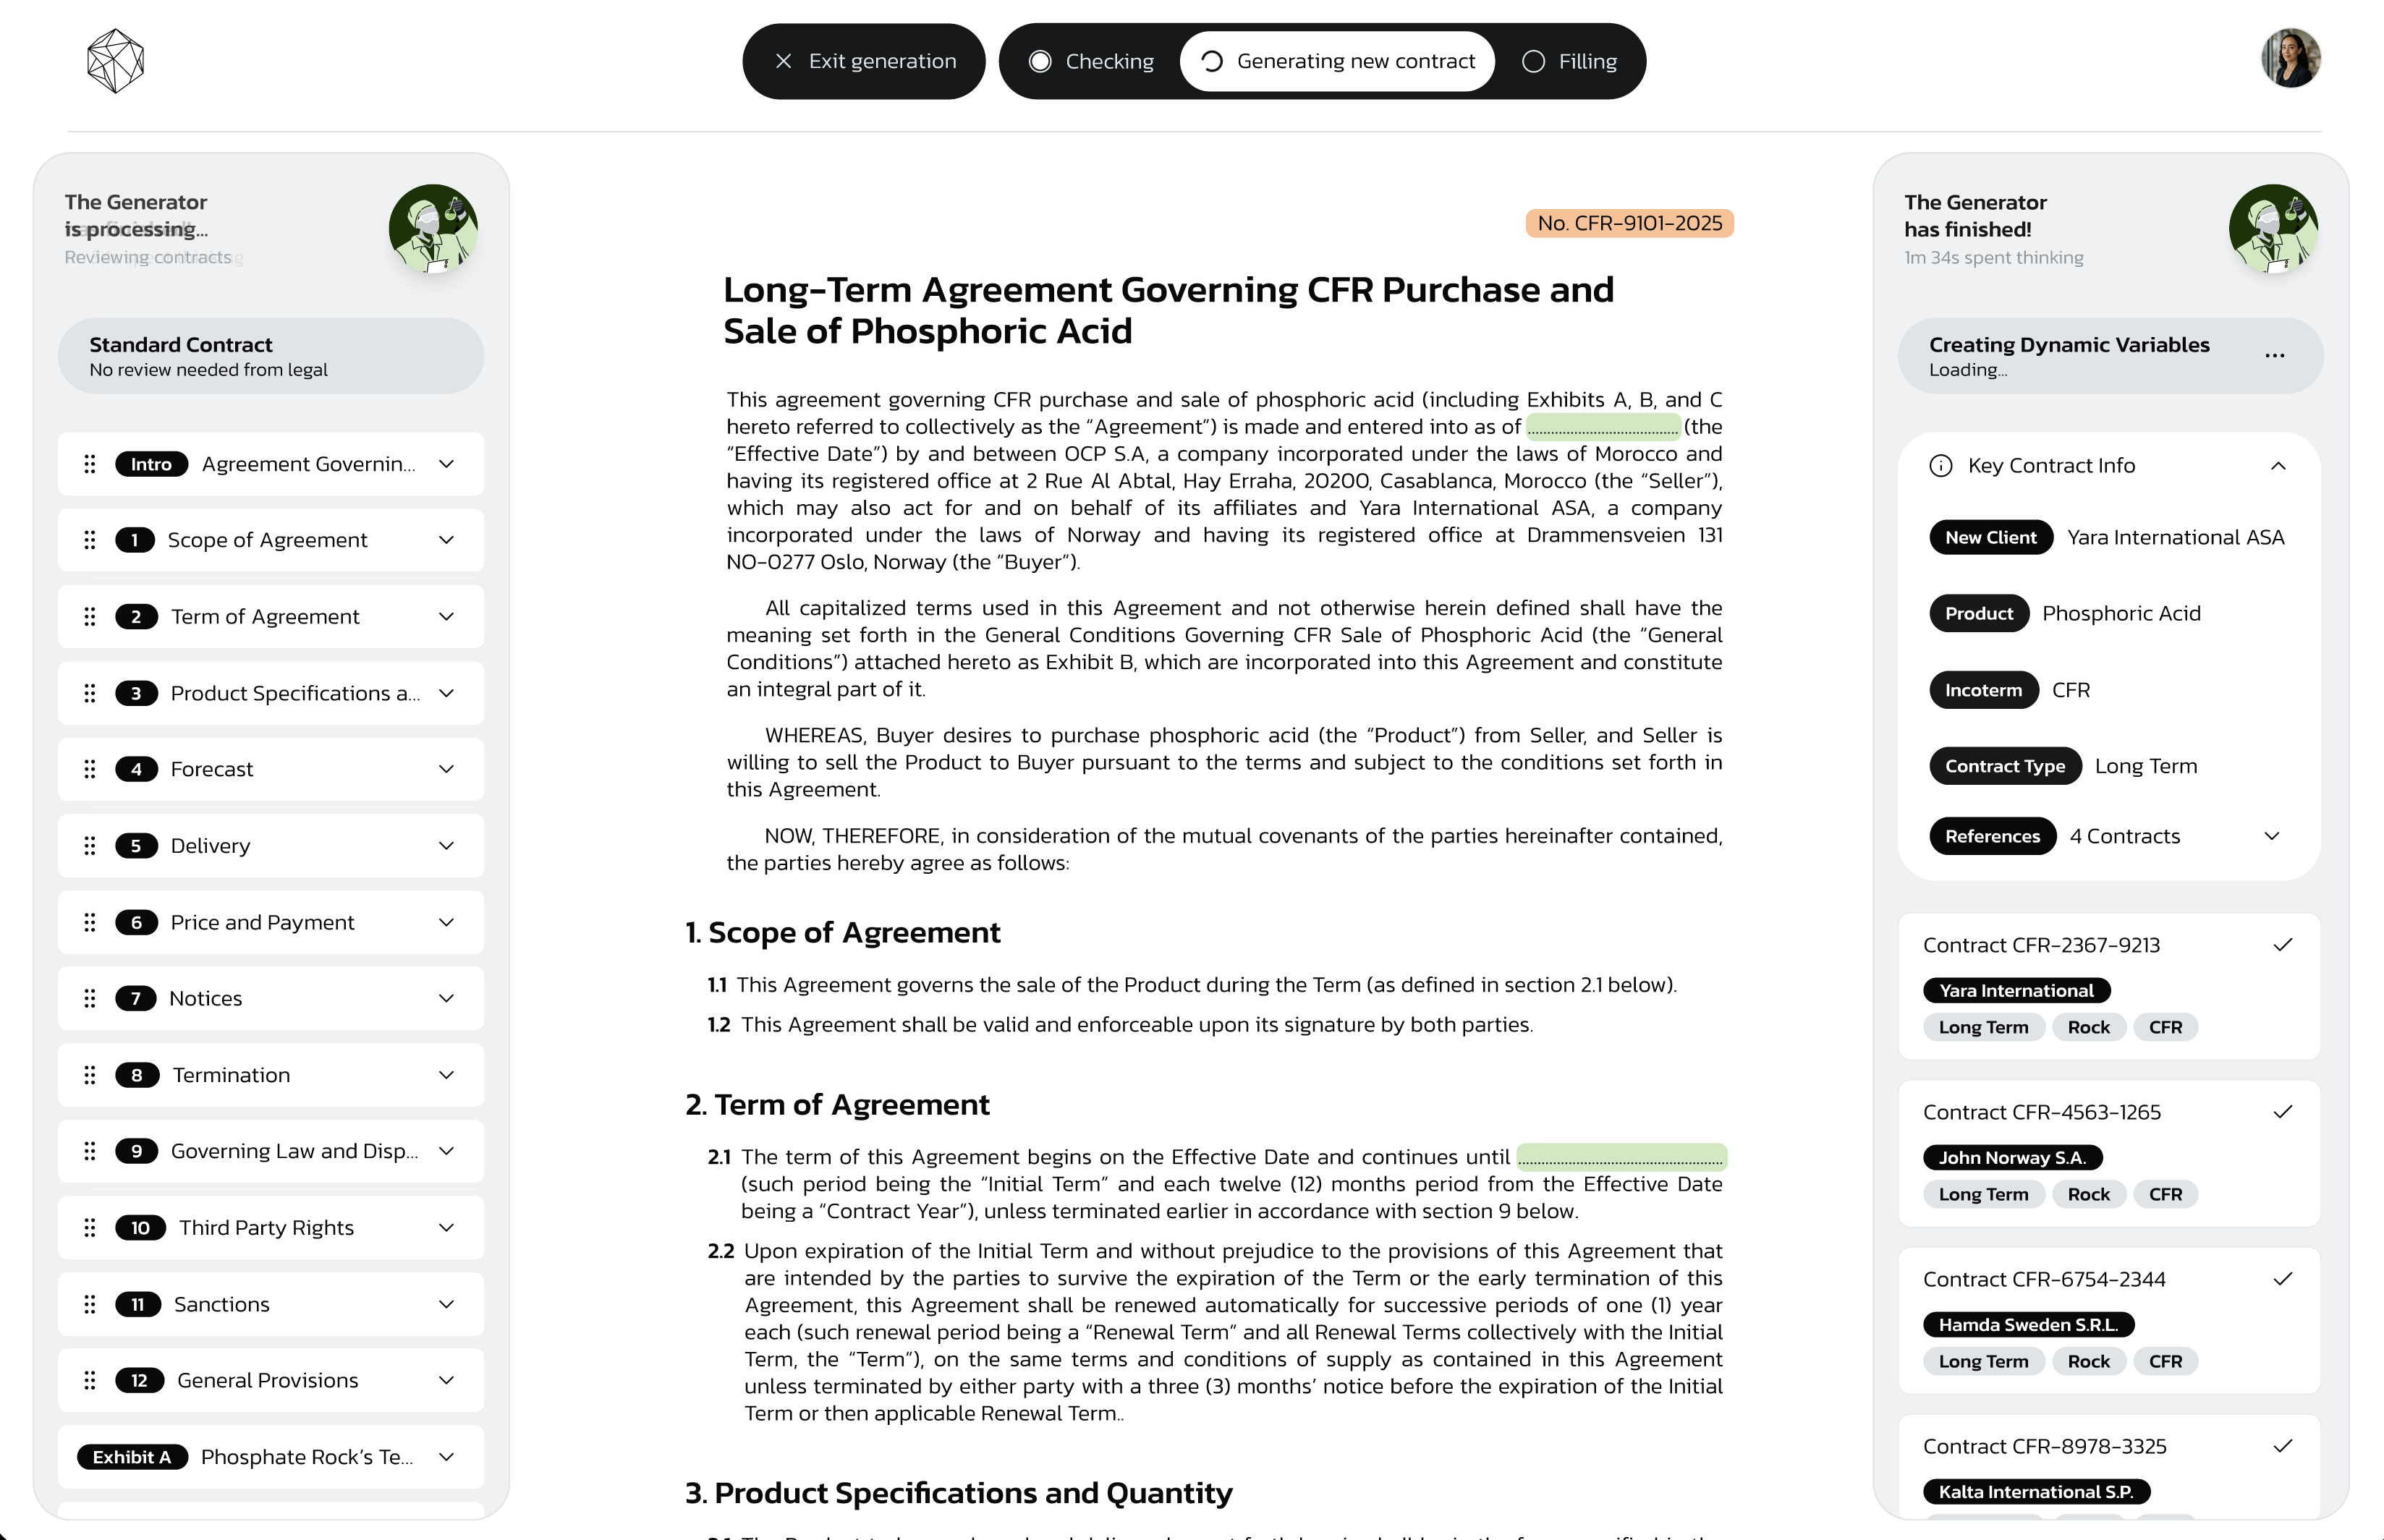 Exit generation
Checking
Generating new contract
Filling
The Generator
is processing...
Reviewing contracts
Standard Contract
No review needed from legal
Intro Agreement Governin...
1 Scope of Agreement
2 Term of Agreement
3 Product Specifications a...
4 Forecast
5 Delivery
6 Price and Payment
7 Notices
8 Termination
9 Governing Law and Disp...
10 Third Party Rights
11 Sanctions
12 General Provisions
Exhibit A Phosphate Rock’s Te...
No. CFR-9101-2025
Long-Term Agreement Governing CFR Purchase and
Sale of Phosphoric Acid
This agreement governing CFR purchase and sale of phosphoric acid (including Exhibits A, B, and C
hereto referred to collectively as the “Agreement”) is made and entered into as of .................................... (the
“Effective Date”) by and between OCP S.A, a company incorporated under the laws of Morocco and
having its registered office at 2 Rue Al Abtal, Hay Erraha, 20200, Casablanca, Morocco (the “Seller”),
which may also act for and on behalf of its affiliates and Yara International ASA, a company
incorporated under the laws of Norway and having its registered office at Drammensveien 131
NO-0277 Oslo, Norway (the “Buyer”).
All capitalized terms used in this Agreement and not otherwise herein defined shall have the
meaning set forth in the General Conditions Governing CFR Sale of Phosphoric Acid (the “General
Conditions”) attached hereto as Exhibit B, which are incorporated into this Agreement and constitute
an integral part of it.
WHEREAS, Buyer desires to purchase phosphoric acid (the “Product”) from Seller, and Seller is
willing to sell the Product to Buyer pursuant to the terms and subject to the conditions set forth in
this Agreement.
NOW, THEREFORE, in consideration of the mutual covenants of the parties hereinafter contained,
the parties hereby agree as follows:
1. Scope of Agreement
1.1 This Agreement governs the sale of the Product during the Term (as defined in section 2.1 below).
1.2 This Agreement shall be valid and enforceable upon its signature by both parties.
2. Term of Agreement
2.1 The term of this Agreement begins on the Effective Date and continues until ....................................
(such period being the “Initial Term” and each twelve (12) months period from the Effective Date
being a “Contract Year”), unless terminated earlier in accordance with section 9 below.
2.2 Upon expiration of the Initial Term and without prejudice to the provisions of this Agreement that
are intended by the parties to survive the expiration of the Term or the early termination of this
Agreement, this Agreement shall be renewed automatically for successive periods of one (1) year
each (such renewal period being a “Renewal Term” and all Renewal Terms collectively with the Initial
Term, the “Term”), on the same terms and conditions of supply as contained in this Agreement
unless terminated by either party with a three (3) months’ notice before the expiration of the Initial
Term or then applicable Renewal Term..
3. Product Specifications and Quantity
The Generator
has finished!
1m 34s spent thinking
Creating Dynamic Variables
Loading...
Key Contract Info
New Client Yara International ASA
Product Phosphoric Acid
Incoterm CFR
Contract Type Long Term
References 4 Contracts
Contract CFR-2367-9213
Yara International
Long Term Rock CFR
Contract CFR-4563-1265
John Norway S.A.
Long Term Rock CFR
Contract CFR-6754-2344
Hamda Sweden S.R.L.
Long Term Rock CFR
Contract CFR-8978-3325
Kalta International S.P.